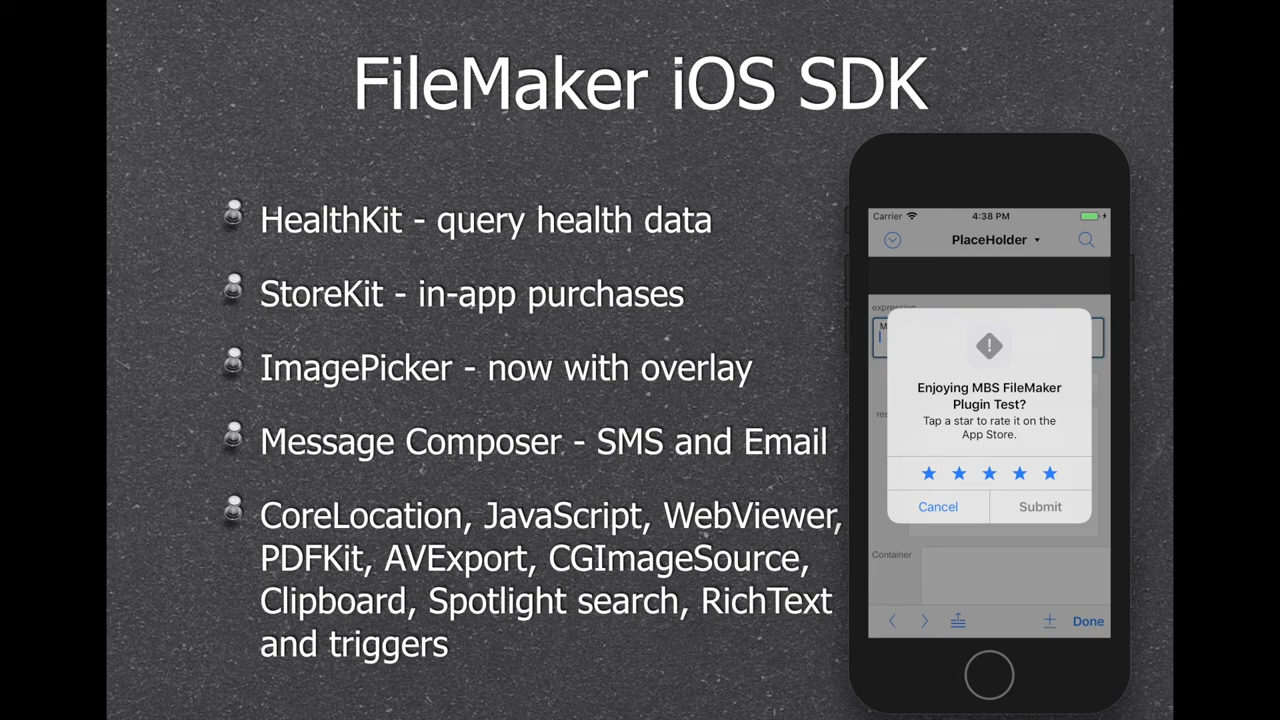 FileMaker iOS SDK
HealthKit - query health data
StoreKit - in-app purchases
ImagePicker - now with overlay
Message Composer - SMS and Email
CoreLocation, JavaScript, WebViewer,
PDFKit, AVExport, CGImageSource,
Clipboard, Spotlight search, RichText
and triggers
Carrier 4:38 PM
PlaceHolder
expression
M
res
Enjoying MBS FileMaker
Plugin Test?
Tap a star to rate it on the
App Store.
Cancel Submit
Container
Done